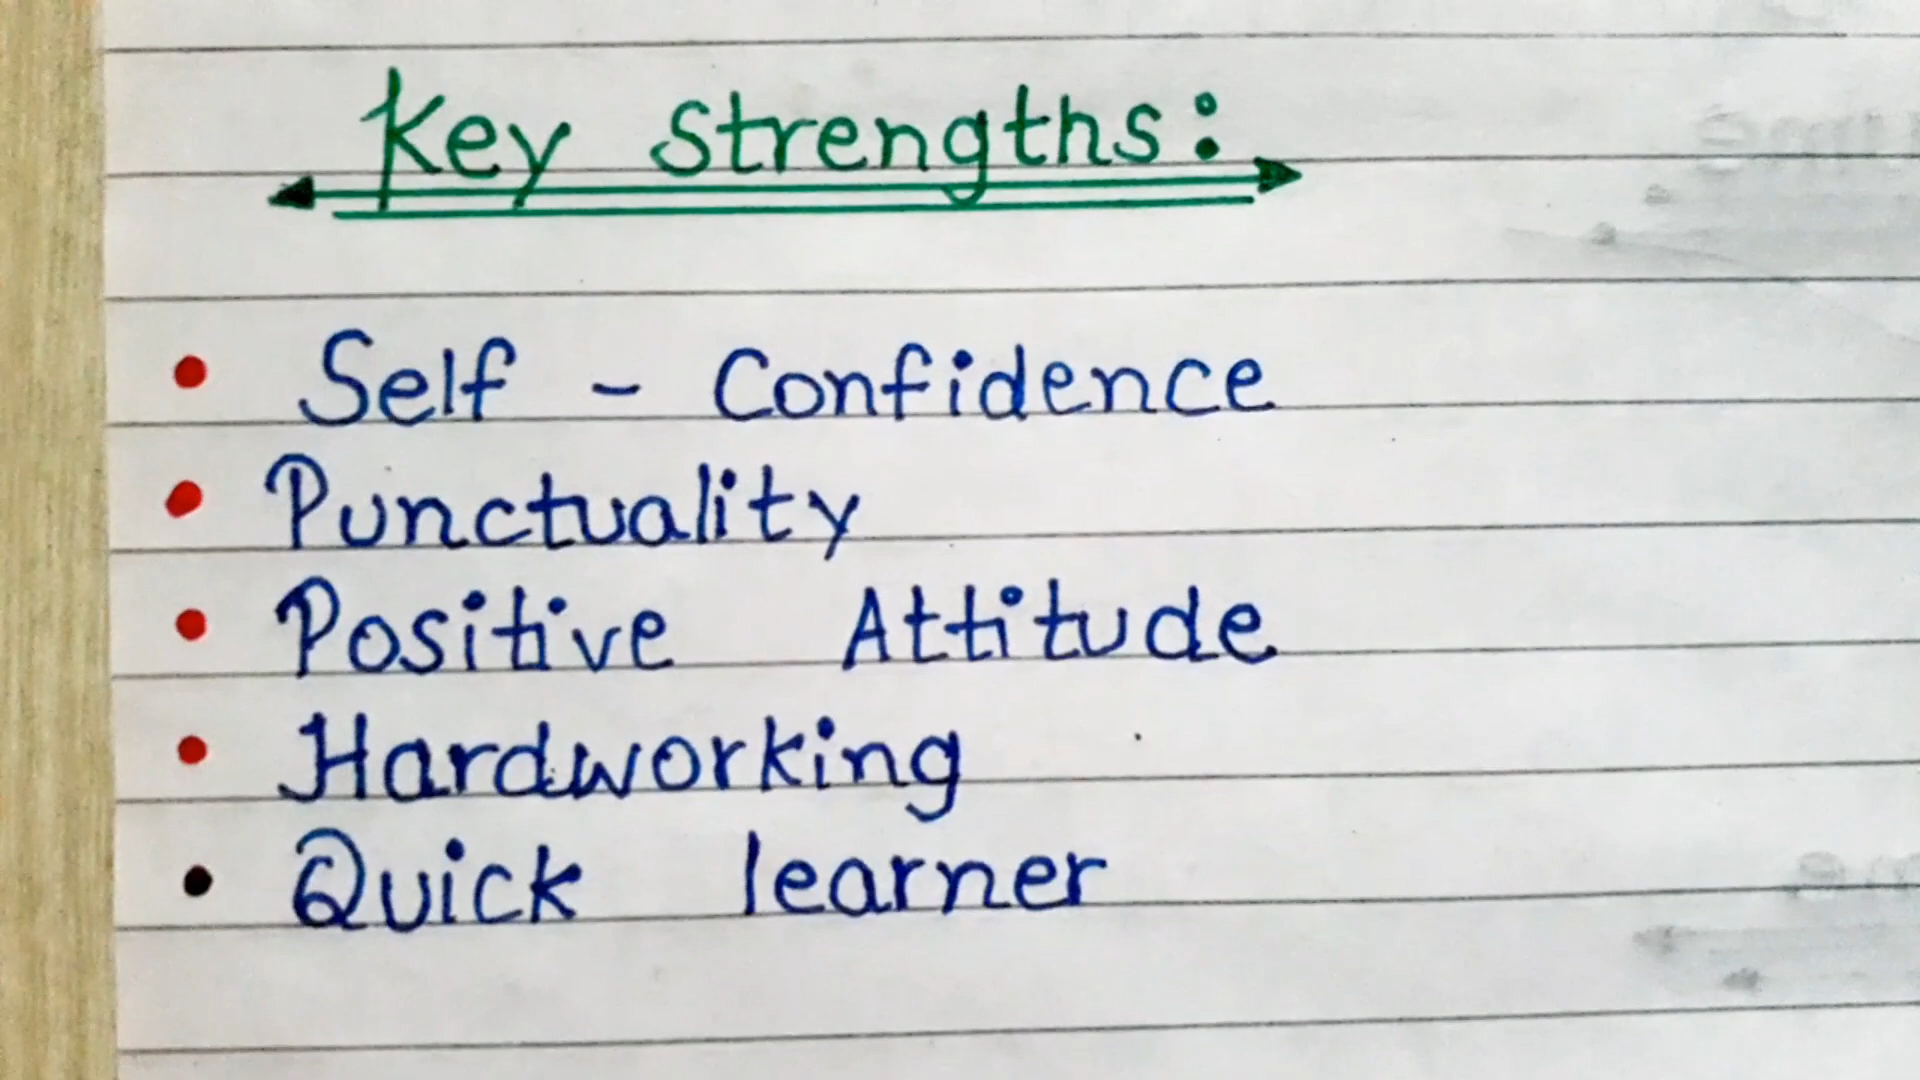 Key strengths:
• Self - Confidence
• Punctuality
• Positive Attitude
• Hardworking
• Quick learner